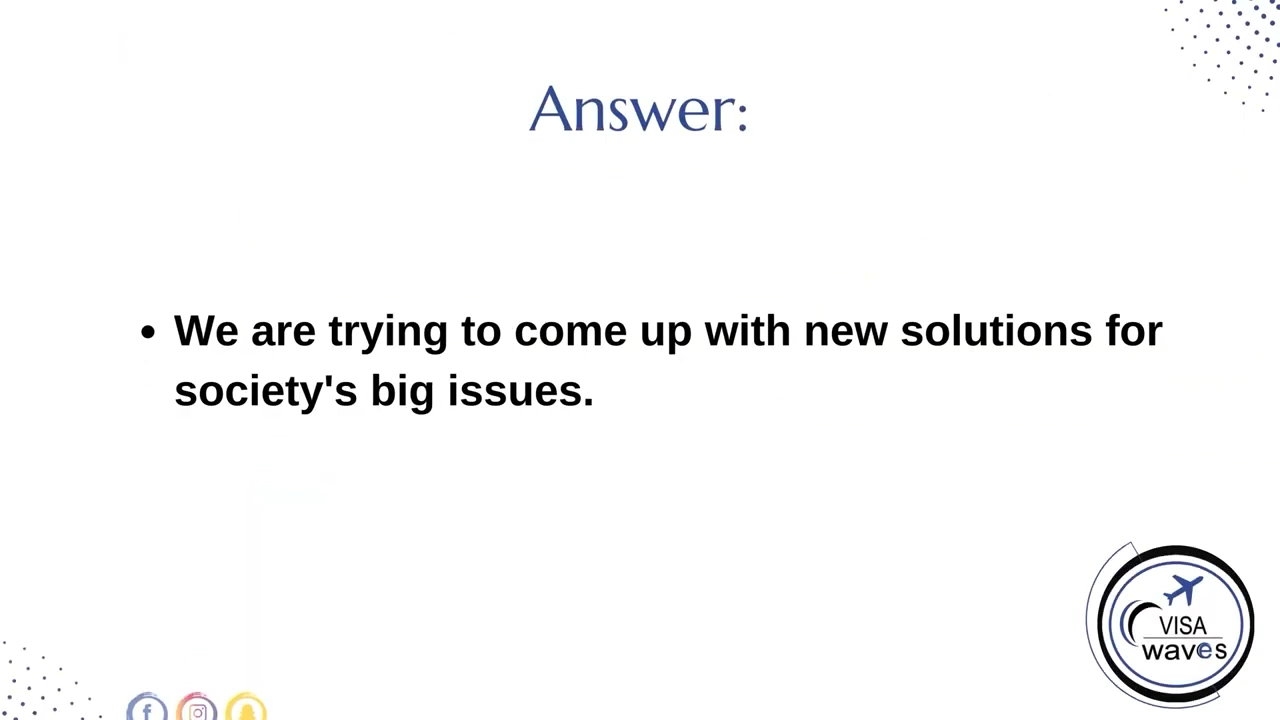 Answer:
• We are trying to come up with new solutions for
society's big issues.
VISA
waves